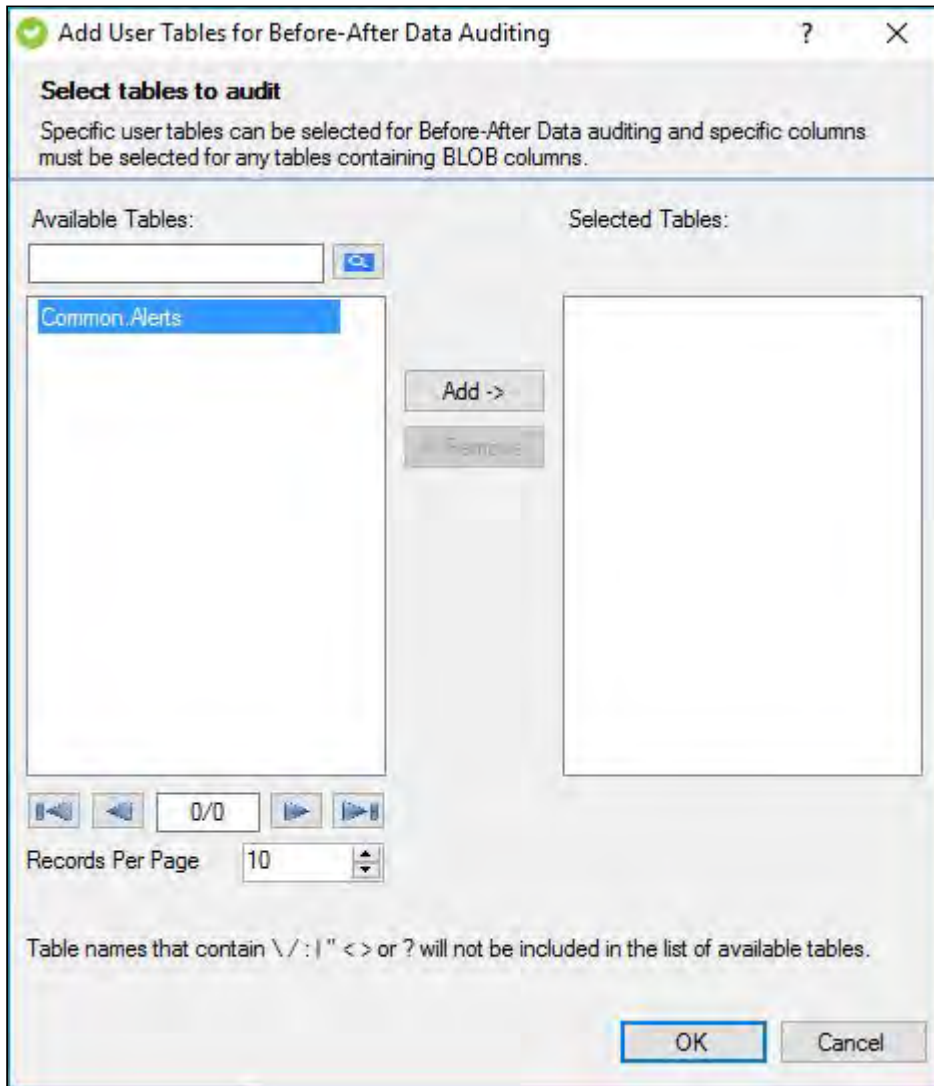 Add User Tables for Before-After Data Auditing
?
Select tables to audit
Specific user tables can be selected for Before-After Data auditing and specific columns
must be selected for any tables containing BLOB columns.
Available Tables:
Selected Tables:
Common.Alerts
Add ->
Remove
0/0
Records Per Page
10
Table names that contain \ / : | " < > or ? will not be included in the list of available tables.
OK
Cancel